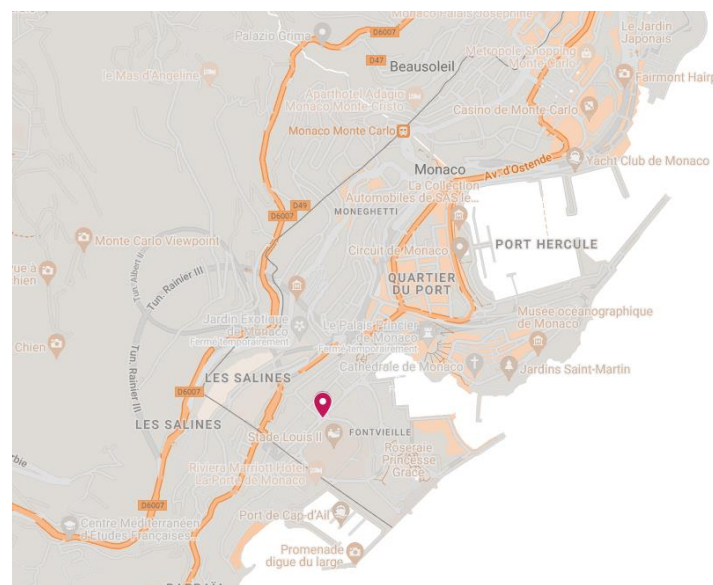 Monaco Palais Joséphine
D6007
Palazio Grima
D47
Le Jardin
Japonais
Métropole Shopping
Monte-Carlo
Beausoleil
le Mas d'Angeline
Fairmont Hairp
Aparthotel Adagio
Monaco Monte-Cristo
Casino de Monte-Carlo
Monaco Monte Carlo
Yacht Club de Monaco
Av. d'Ostende
Monaco
La Collection
Automobiles de SAS le...
D49
D6007
MONEGHETTI
Monte Carlo Viewpoint
Tun. Albert II
Circuit de Monaco
PORT HERCULE
Tun. Rainier III
QUARTIER
DU PORT
rue à
Chien
Musée océanographique
de Monaco
Jardin Exotique
de Monaco
Fermé temporairement
Le Palais Princier
de Monaco
Fermé temporairement
Chien
Tun. Rainier III
Cathédrale de Monaco
Jardins Saint-Martin
LES SALINES
D6007
LES SALINES
FONTVIEILLE
Stade Louis II
Roseraie
Princesse
Grace
Riviera Marriott Hotel
La Porte de Monaco
D6007
Port de Cap-d'Ail
Centre Méditerranéen
d'Études Françaises
Promenade
digue du large